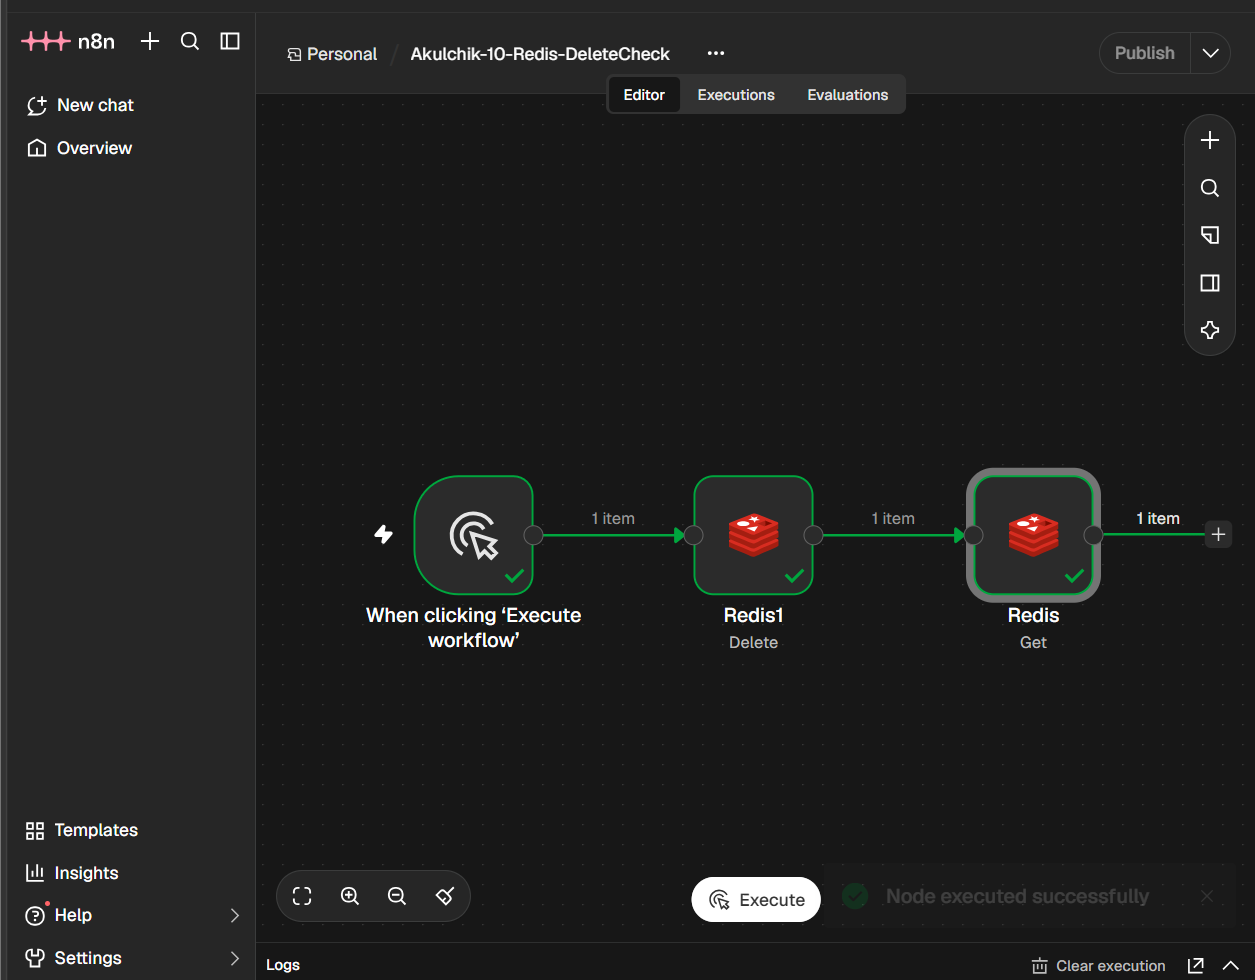 n8n
Personal / Akulchik-10-Redis-DeleteCheck
Publish
Editor
Executions
Evaluations
New chat
Overview
1 item
1 item
1 item
When clicking ‘Execute
workflow’
Redis1
Delete
Redis
Get
Templates
Insights
Help
Settings
Execute
Node executed successfully
Logs
Clear execution